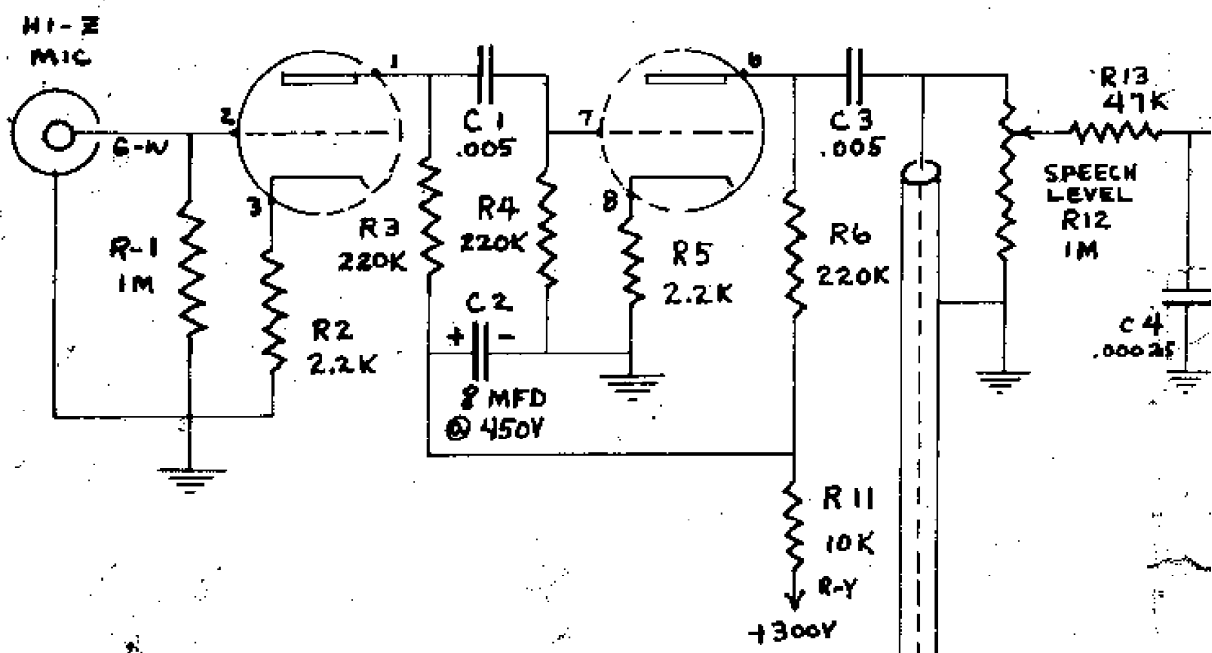 HI-Z
MIC
G-W
2
1
3
R-1
1M
R2
2.2K
R3
220K
C1
.005
R4
220K
C2
+ -
8 MFD
@ 450V
7
6
8
R5
2.2K
C3
.005
R6
220K
R11
10K
R-Y
+300V
R13
47K
SPEECH
LEVEL
R12
1M
C4
.00025